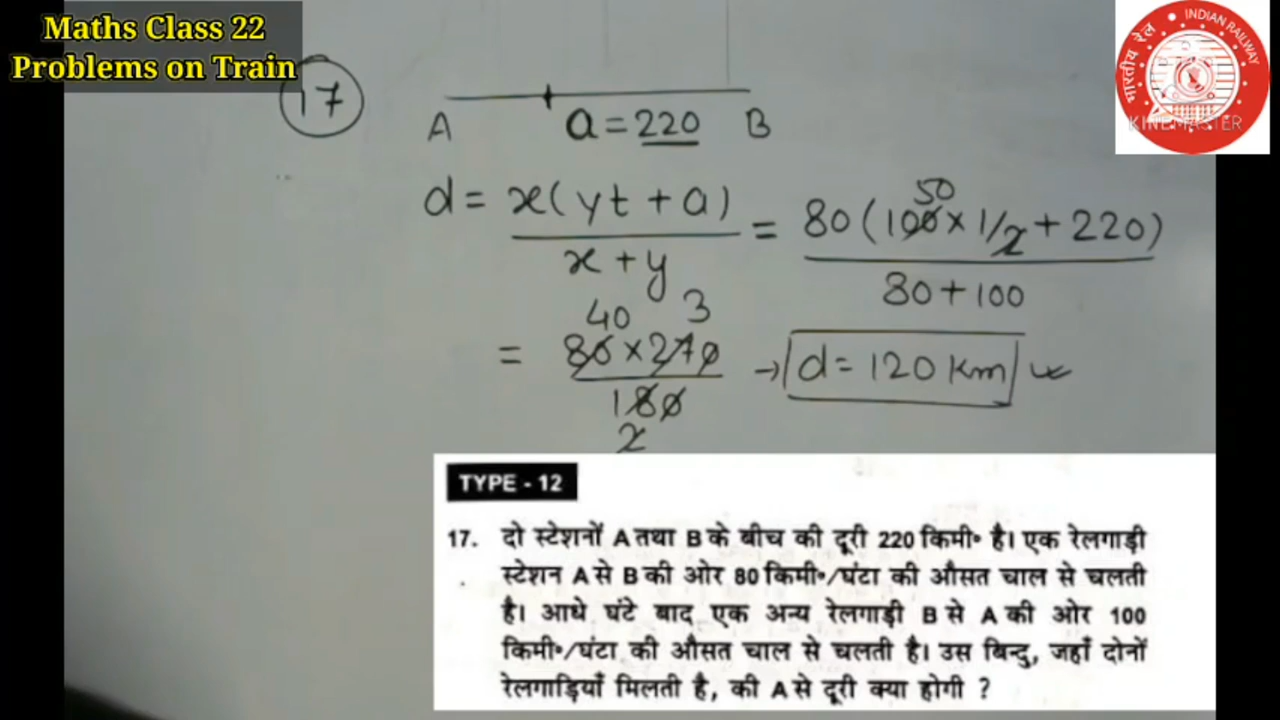 Maths Class 22
Problems on Train
भारतीय रेल
INDIAN RAILWAY
KINEMASTER
17
A a = 220 B
d = x(yt + a) / x + y = 80(100 50 × 1/2 + 220) / 80 + 100
40 3
= 80 × 270 / 180 → d = 120 Km
2
TYPE - 12
17. दो स्टेशनों A तथा B के बीच की दूरी 220 किमी॰ है। एक रेलगाड़ी
स्टेशन A से B की ओर 80 किमी॰/घंटा की औसत चाल से चलती
है। आधे घंटे बाद एक अन्य रेलगाड़ी B से A की ओर 100
किमी॰/घंटा की औसत चाल से चलती है। उस बिन्दु, जहाँ दोनों
रेलगाड़ियाँ मिलती है, की A से दूरी क्या होगी ?